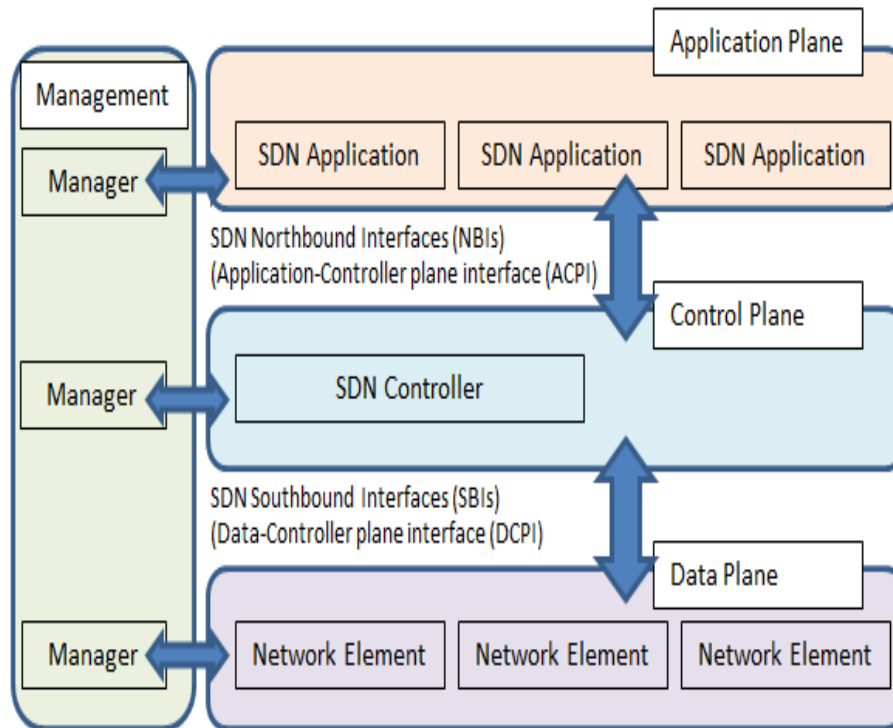 Application Plane
Management
SDN Application
SDN Application
SDN Application
Manager
SDN Northbound Interfaces (NBIs)
(Application-Controller plane interface (ACPI)
Control Plane
Manager
SDN Controller
SDN Southbound Interfaces (SBIs)
(Data-Controller plane interface (DCPI)
Data Plane
Manager
Network Element
Network Element
Network Element